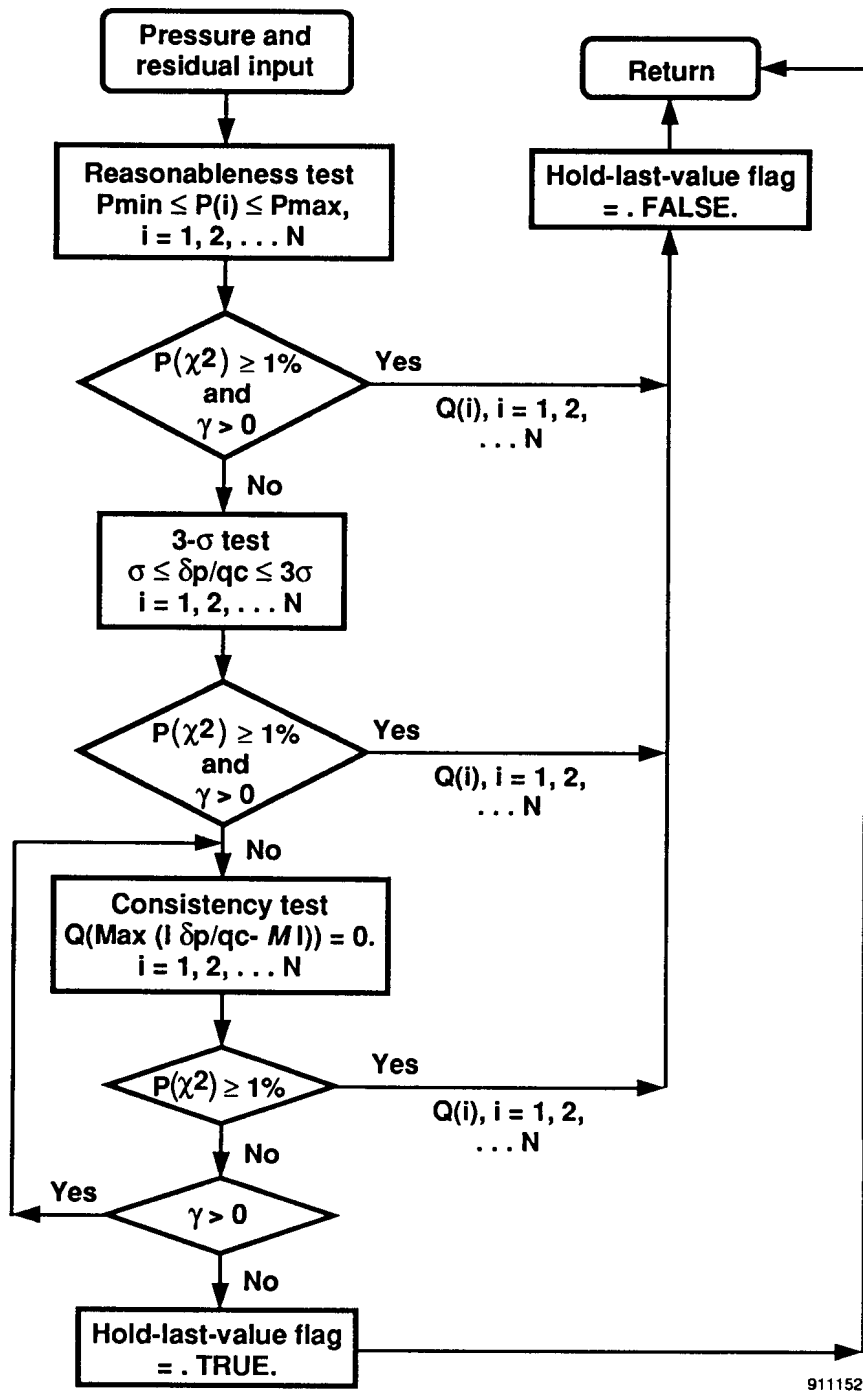 Pressure and
residual input
Return
Reasonableness test
Pmin ≤ P(i) ≤ Pmax,
i = 1, 2, . . . N
Hold-last-value flag
= . FALSE.
P(χ2) ≥ 1%
and
γ > 0
Yes
Q(i), i = 1, 2,
. . . N
No
3-σ test
σ ≤ δp/qc ≤ 3σ
i = 1, 2, . . . N
P(χ2) ≥ 1%
and
γ > 0
Yes
Q(i), i = 1, 2,
. . . N
No
Consistency test
Q(Max (I δp/qc- M I)) = 0.
i = 1, 2, . . . N
P(χ2) ≥ 1%
Yes
Q(i), i = 1, 2,
. . . N
No
Yes
γ > 0
No
Hold-last-value flag
= . TRUE.
911152